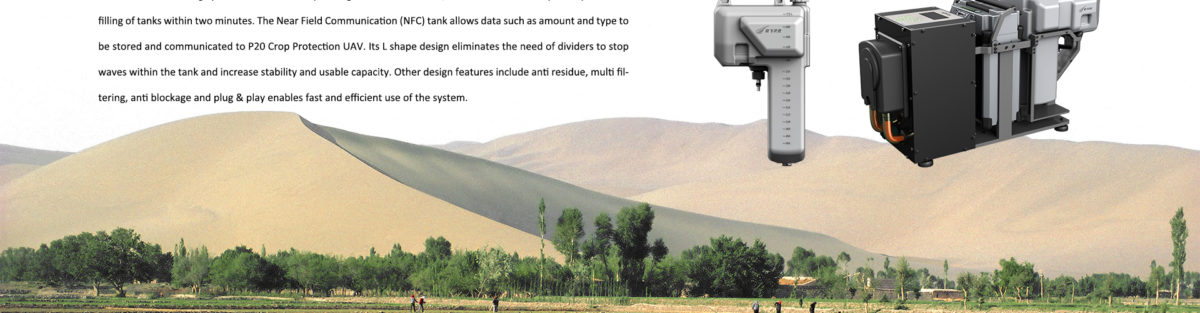 filling of tanks within two minutes. The Near Field Communication (NFC) tank allows data such as amount and type to
be stored and communicated to P20 Crop Protection UAV. Its L shape design eliminates the need of dividers to stop
waves within the tank and increase stability and usable capacity. Other design features include anti residue, multi fil-
tering, anti blockage and plug & play enables fast and efficient use of the system.